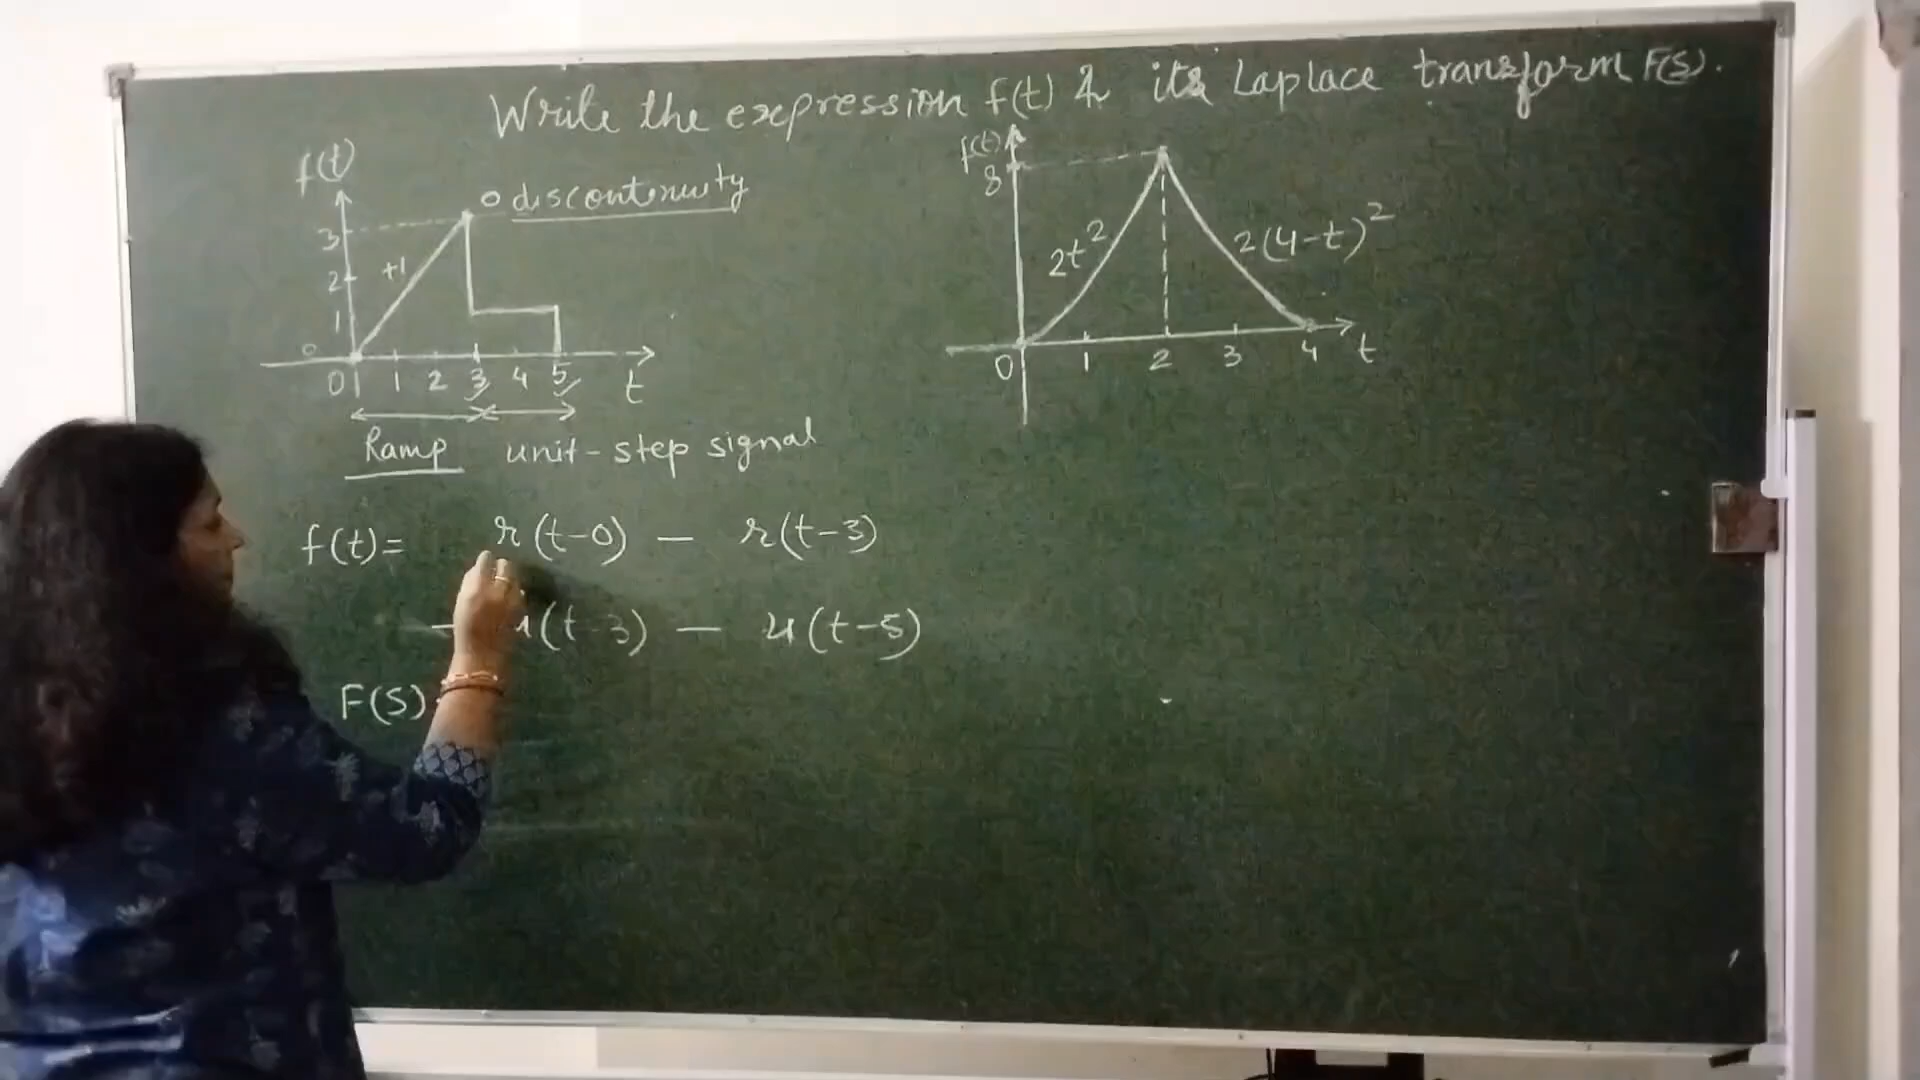 Write the expression f(t) & its Laplace transform F(s).
f(t)
3
2
1
0
+1
0 discontinuity
0 1 2 3 4 5 t
Ramp unit-step signal
f(t)= r(t-0) - r(t-3)
(t-3) - u(t-5)
F(S)
f(t)
8
2t²
2(4-t)²
0 1 2 3 4 t